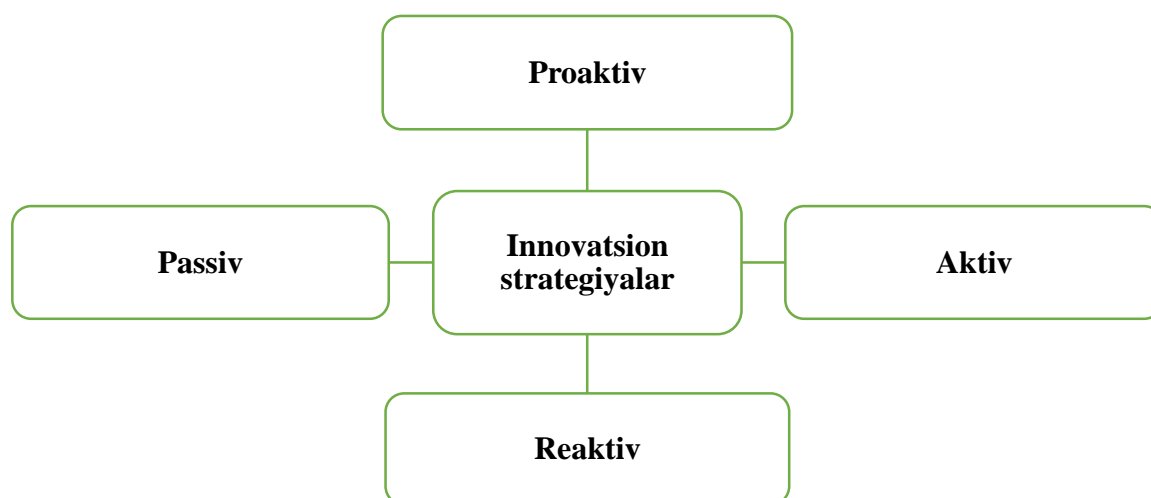 Proaktiv
Passiv
Innovatsion
strategiyalar
Aktiv
Reaktiv